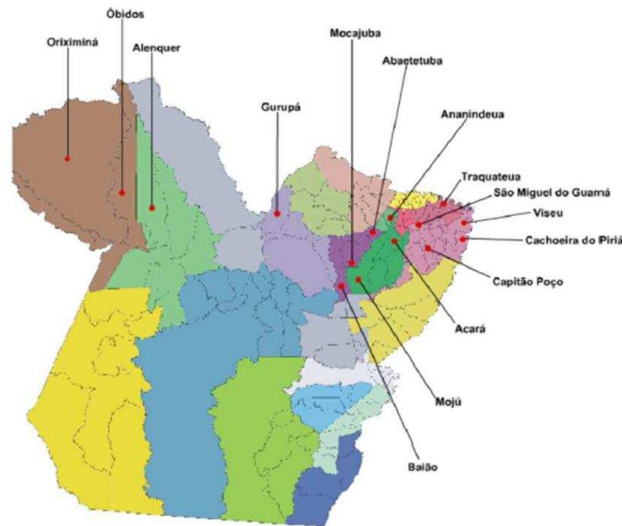 Óbidos
Oriximiná
Alenquer
Mocajuba
Abaetetuba
Gurupá
Ananindeua
Traquateua
São Miguel do Guamá
Viseu
Cachoeira do Piriá
Capitão Poço
Acará
Mojú
Baião